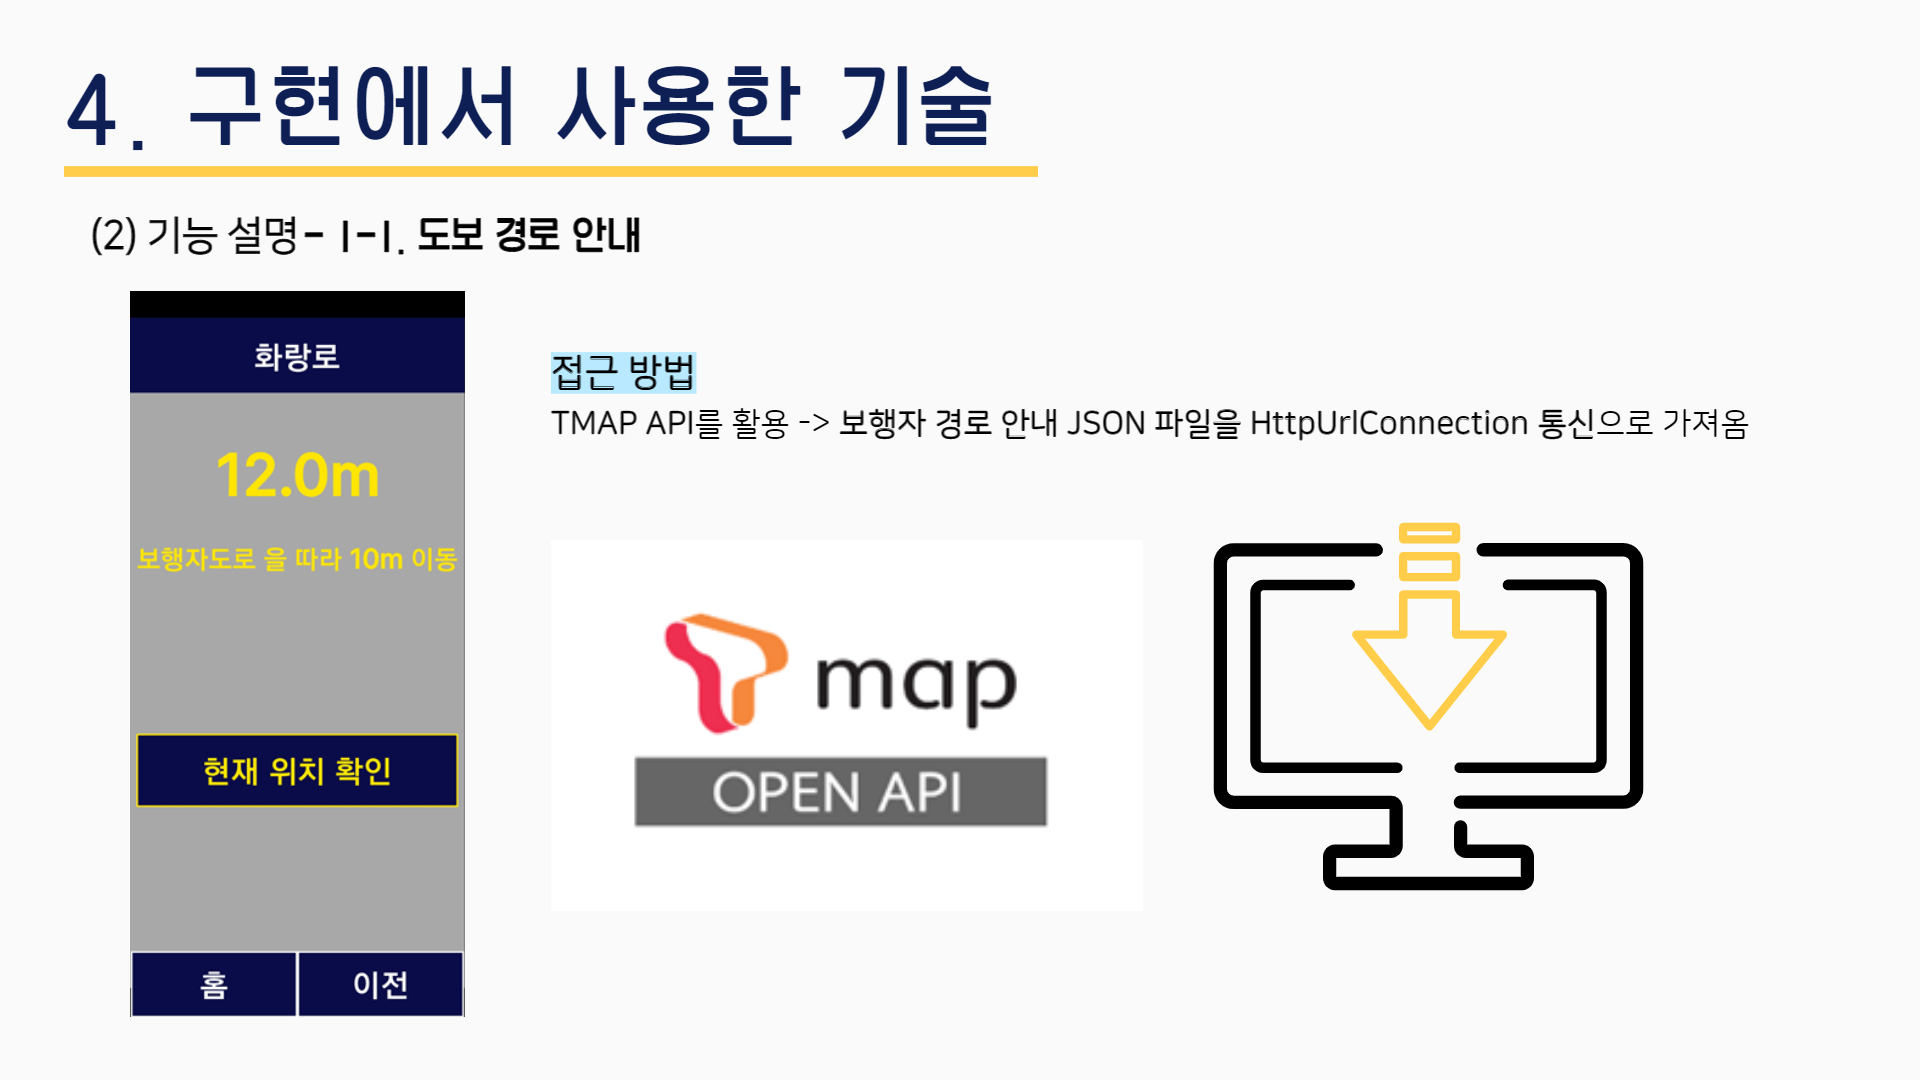 4. 구현에서 사용한 기술
(2) 기능 설명- 1-1. 도보 경로 안내
화랑로
12.0m
보행자도로 을 따라 10m 이동
현재 위치 확인
홈 이전
접근 방법
TMAP API를 활용 -> 보행자 경로 안내 JSON 파일을 HttpUrlConnection 통신으로 가져옴
T map
OPEN API